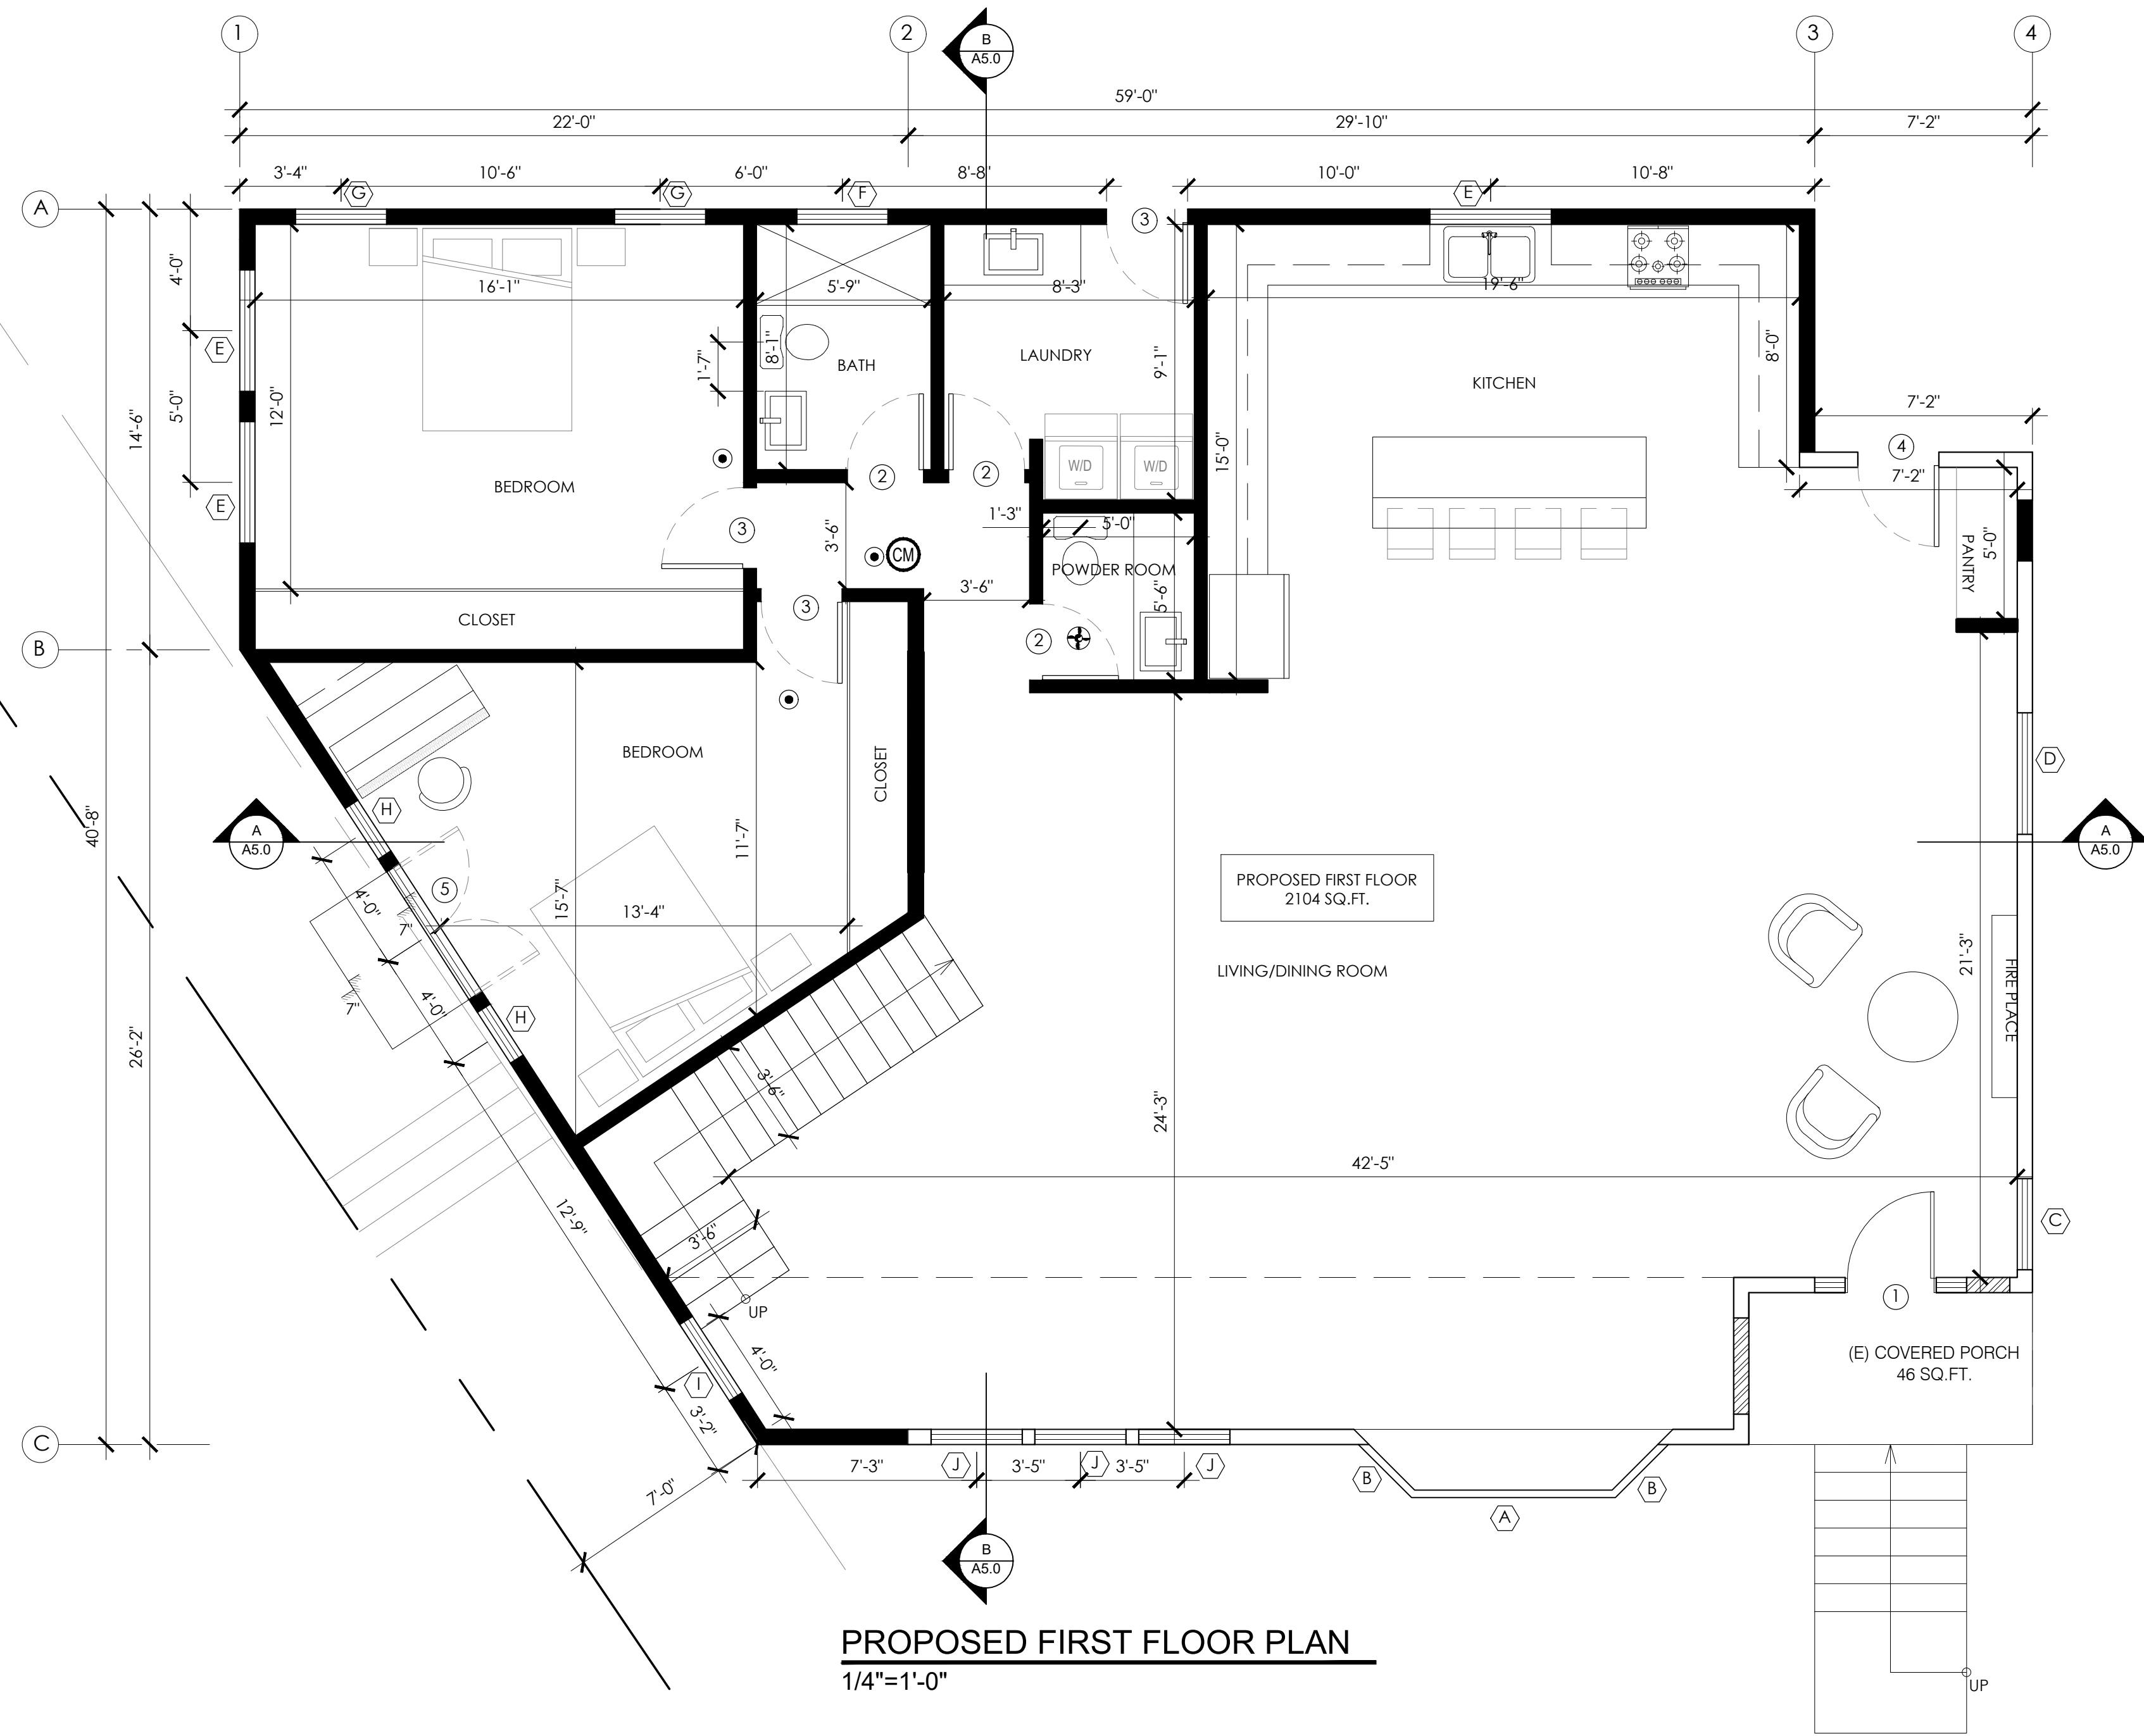 1
2
B
A5.0
3
4
59'-0"
22'-0"
29'-10"
7'-2"
3'-4"
10'-6"
6'-0"
8'-8'
10'-0"
10'-8"
G
G
F
3
E
A
4'-0"
5'-0"
14'-6"
E
E
12'-0"
16'-1"
5'-9"
8'-3"
19'-6"
1'-7"
8'-1"
BATH
LAUNDRY
9'-1"
KITCHEN
8'-0"
7'-2"
4
7'-2"
BEDROOM
2
2
W/D
W/D
15'-0"
3
3'-6"
CM
1'-3"
5'-0"
POWDER ROOM
5'-6"
PANTRY
5'-0"
3'-6"
CLOSET
3
2
B
BEDROOM
CLOSET
D
H
A
A5.0
40'-8"
11'-7"
A
A5.0
5
4'-0"
7"
15'-7"
13'-4"
PROPOSED FIRST FLOOR
2104 SQ.FT.
LIVING/DINING ROOM
21'-3"
FIRE PLACE
7"
4'-0"
H
26'-2"
3'-6"
24'-3"
42'-5"
12'-9"
3'-6"
C
UP
1
4'-0"
(E) COVERED PORCH
46 SQ.FT.
I
3'-2"
C
7'-0"
7'-3"
J
3'-5"
J
3'-5"
J
B
A
B
B
A5.0
PROPOSED FIRST FLOOR PLAN
1/4"=1'-0"
UP